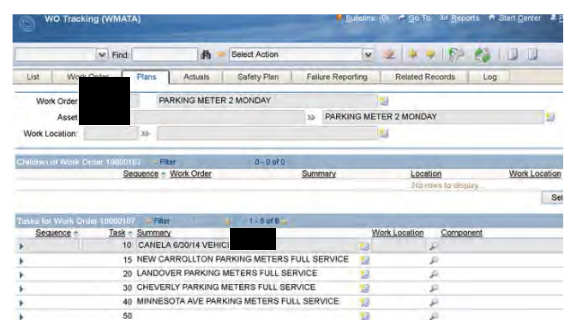 WO Tracking (WMATA)
Bulletins: (0) Go To Reports Start Center
Find: Select Action
List Work Order Plans Actuals Safety Plan Failure Reporting Related Records Log
Work Order PARKING METER 2 MONDAY
Asset PARKING METER 2 MONDAY
Work Location:
Children of Work Order Filter 0 - 0 of 0
Sequence Work Order Summary Location Work Location
No rows to display
Sel
Tasks for Work Order Filter 1 - 6 of 6
Sequence Task Summary Work Location Component
10 CANELA 6/30/14 VEHIC
15 NEW CARROLLTON PARKING METERS FULL SERVICE
20 LANDOVER PARKING METERS FULL SERVICE
30 CHEVERLY PARKING METERS FULL SERVICE
40 MINNESOTA AVE PARKING METERS FULL SERVICE
50